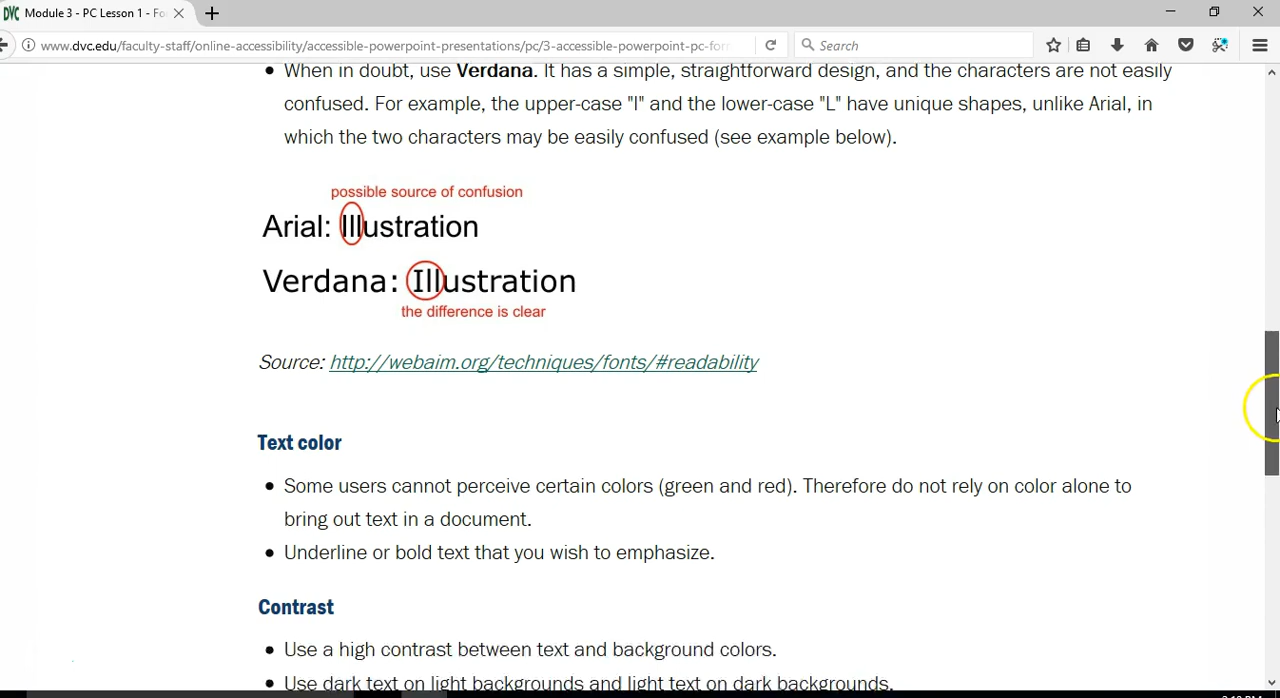 DVC Module 3 - PC Lesson 1 - Fo
www.dvc.edu/faculty-staff/online-accessibility/accessible-powerpoint-presentations/pc/3-accessible-powerpoint-pc-for
Search
• When in doubt, use Verdana. It has a simple, straightforward design, and the characters are not easily
confused. For example, the upper-case "I" and the lower-case "L" have unique shapes, unlike Arial, in
which the two characters may be easily confused (see example below).
possible source of confusion
Arial: Illustration
Verdana: Illustration
the difference is clear
Source: http://webaim.org/techniques/fonts/#readability
Text color
• Some users cannot perceive certain colors (green and red). Therefore do not rely on color alone to
bring out text in a document.
• Underline or bold text that you wish to emphasize.
Contrast
• Use a high contrast between text and background colors.
• Use dark text on light backgrounds and light text on dark backgrounds.